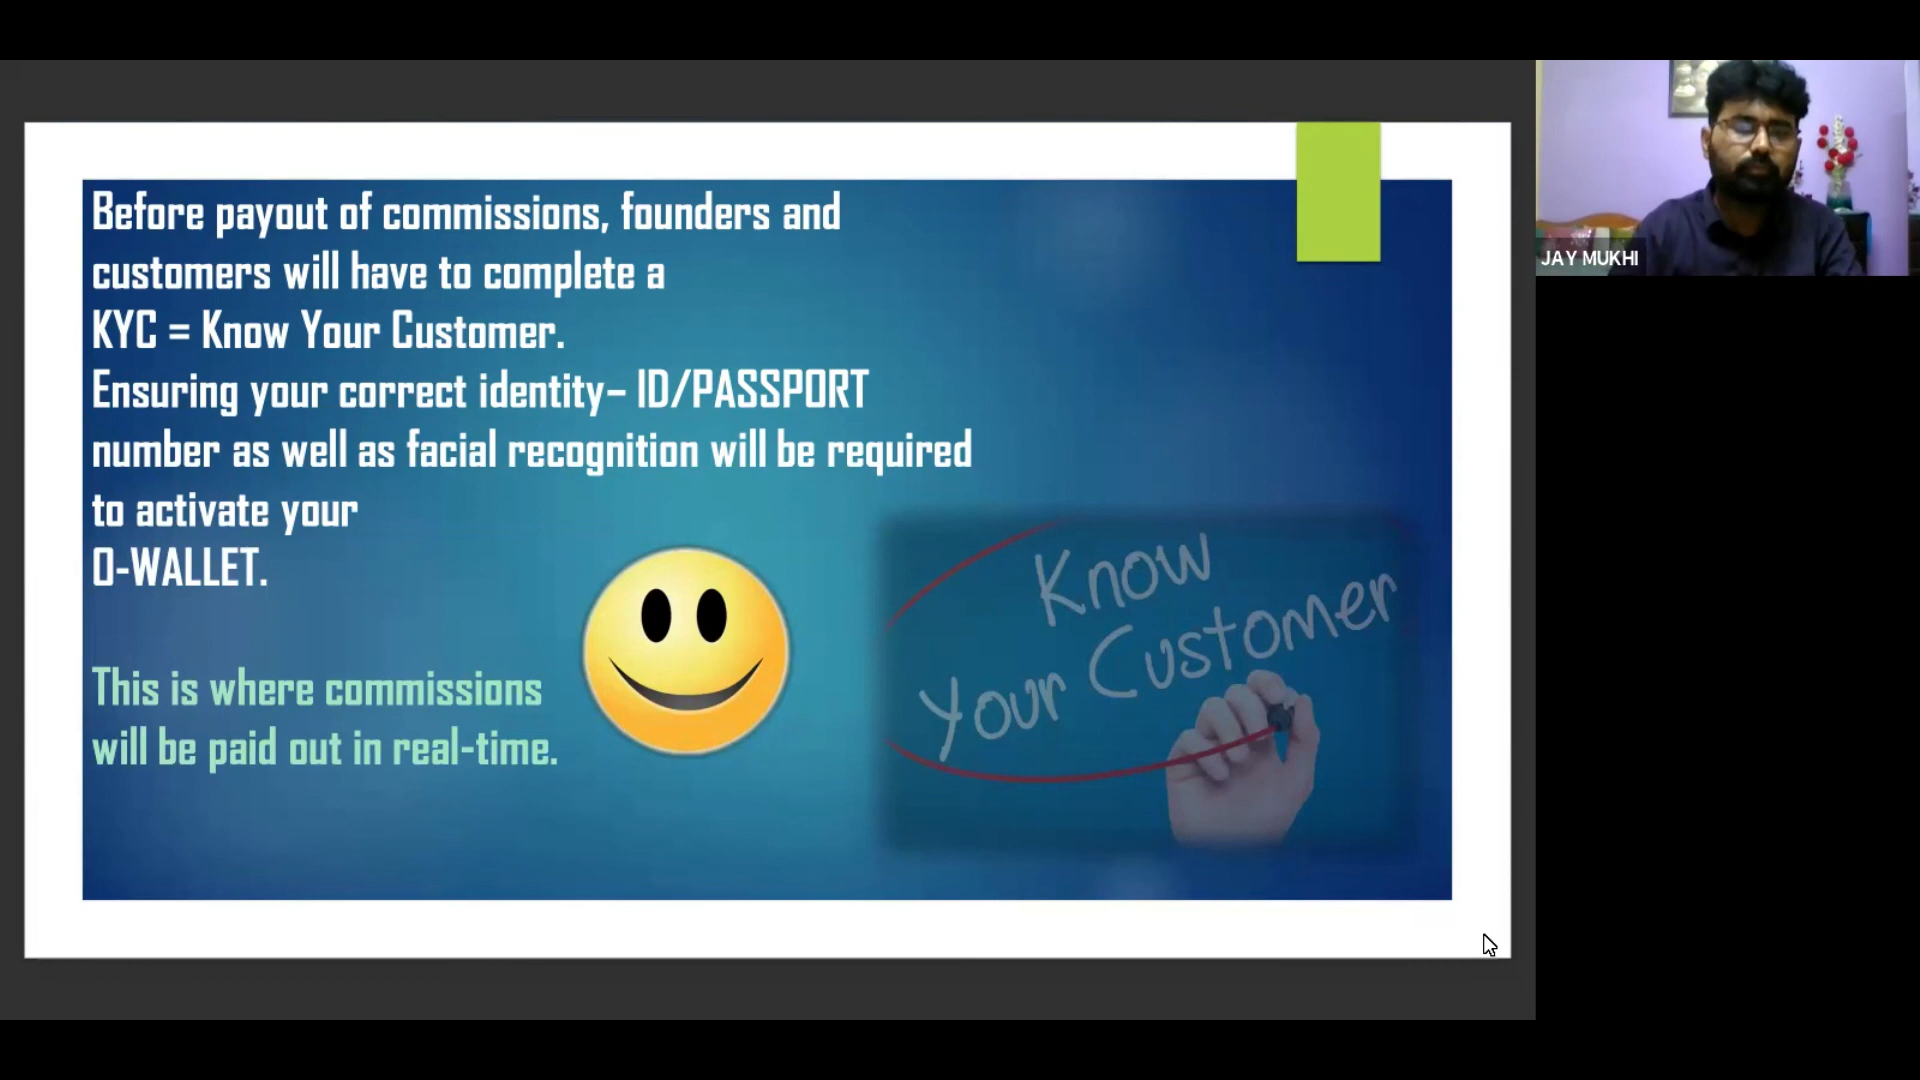 Before payout of commissions, founders and
customers will have to complete a
KYC = Know Your Customer.
Ensuring your correct identity– ID/PASSPORT
number as well as facial recognition will be required
to activate your
O-WALLET.
This is where commissions
will be paid out in real-time.
Know
Your Customer
JAY MUKHI